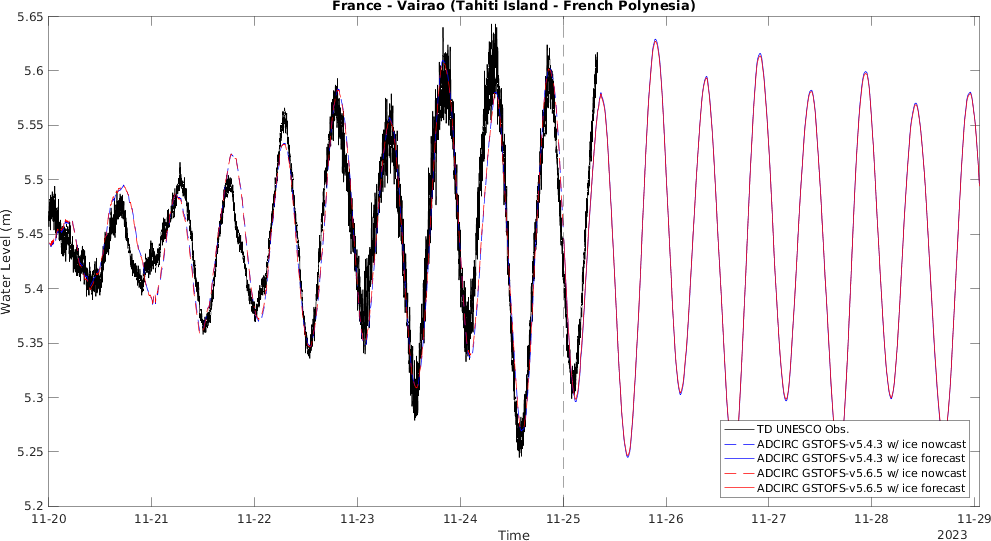 France - Vairao (Tahiti Island - French Polynesia)
5.65
5.6
5.55
5.5
5.45
5.4
5.35
5.3
5.25
5.2
Water Level (m)
TD UNESCO Obs.
ADCIRC GSTOFS-v5.4.3 w/ ice nowcast
ADCIRC GSTOFS-v5.4.3 w/ ice forecast
ADCIRC GSTOFS-v5.6.5 w/ ice nowcast
ADCIRC GSTOFS-v5.6.5 w/ ice forecast
11-20 11-21 11-22 11-23 11-24 11-25 11-26 11-27 11-28 11-29
Time
2023